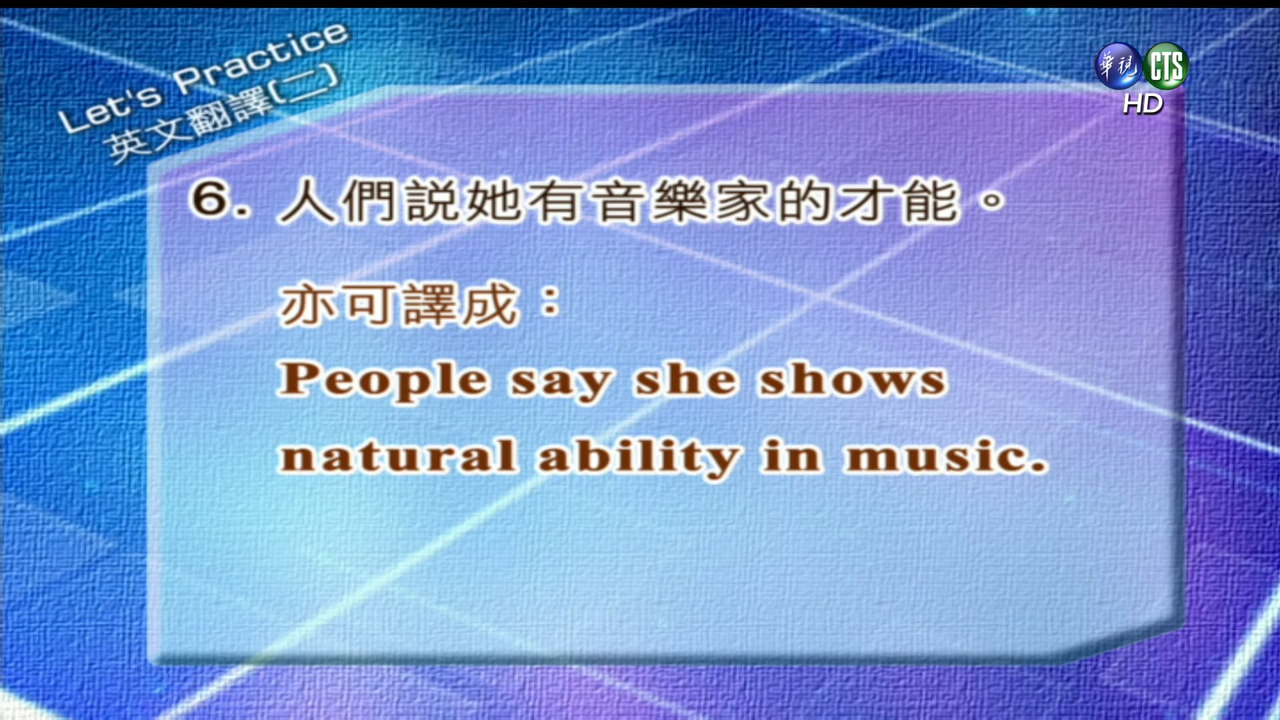 Let's Practice
英文翻譯(二)
華視 CTS
HD
6. 人們説她有音樂家的才能。
亦可譯成：
People say she shows
natural ability in music.